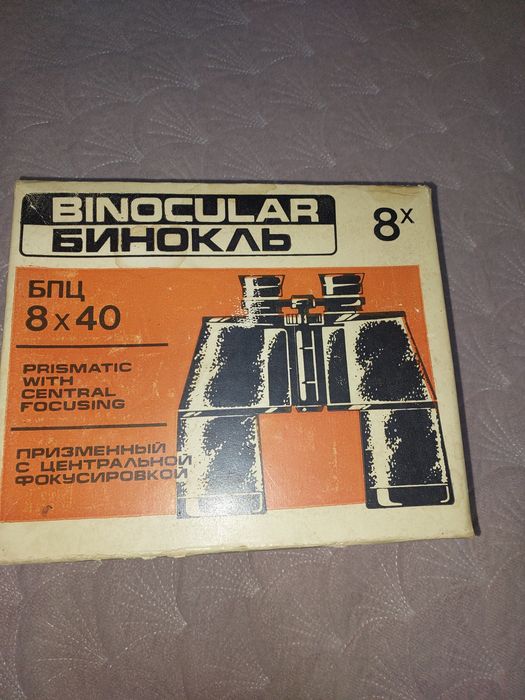 BINOCULAR
БИНОКЛЬ
8x
БПЦ
8x40
PRISMATIC
WITH
CENTRAL
FOCUSING
ПРИЗМЕННЫЙ
С ЦЕНТРАЛЬНОЙ
ФОКУСИРОВКОЙ